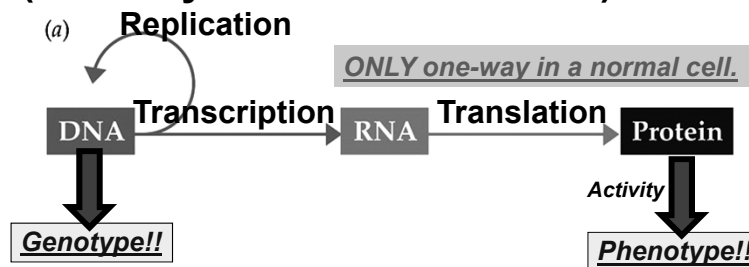 (a) Replication
ONLY one-way in a normal cell.
DNA Transcription RNA Translation Protein
Activity
Genotype!! Phenotype!!